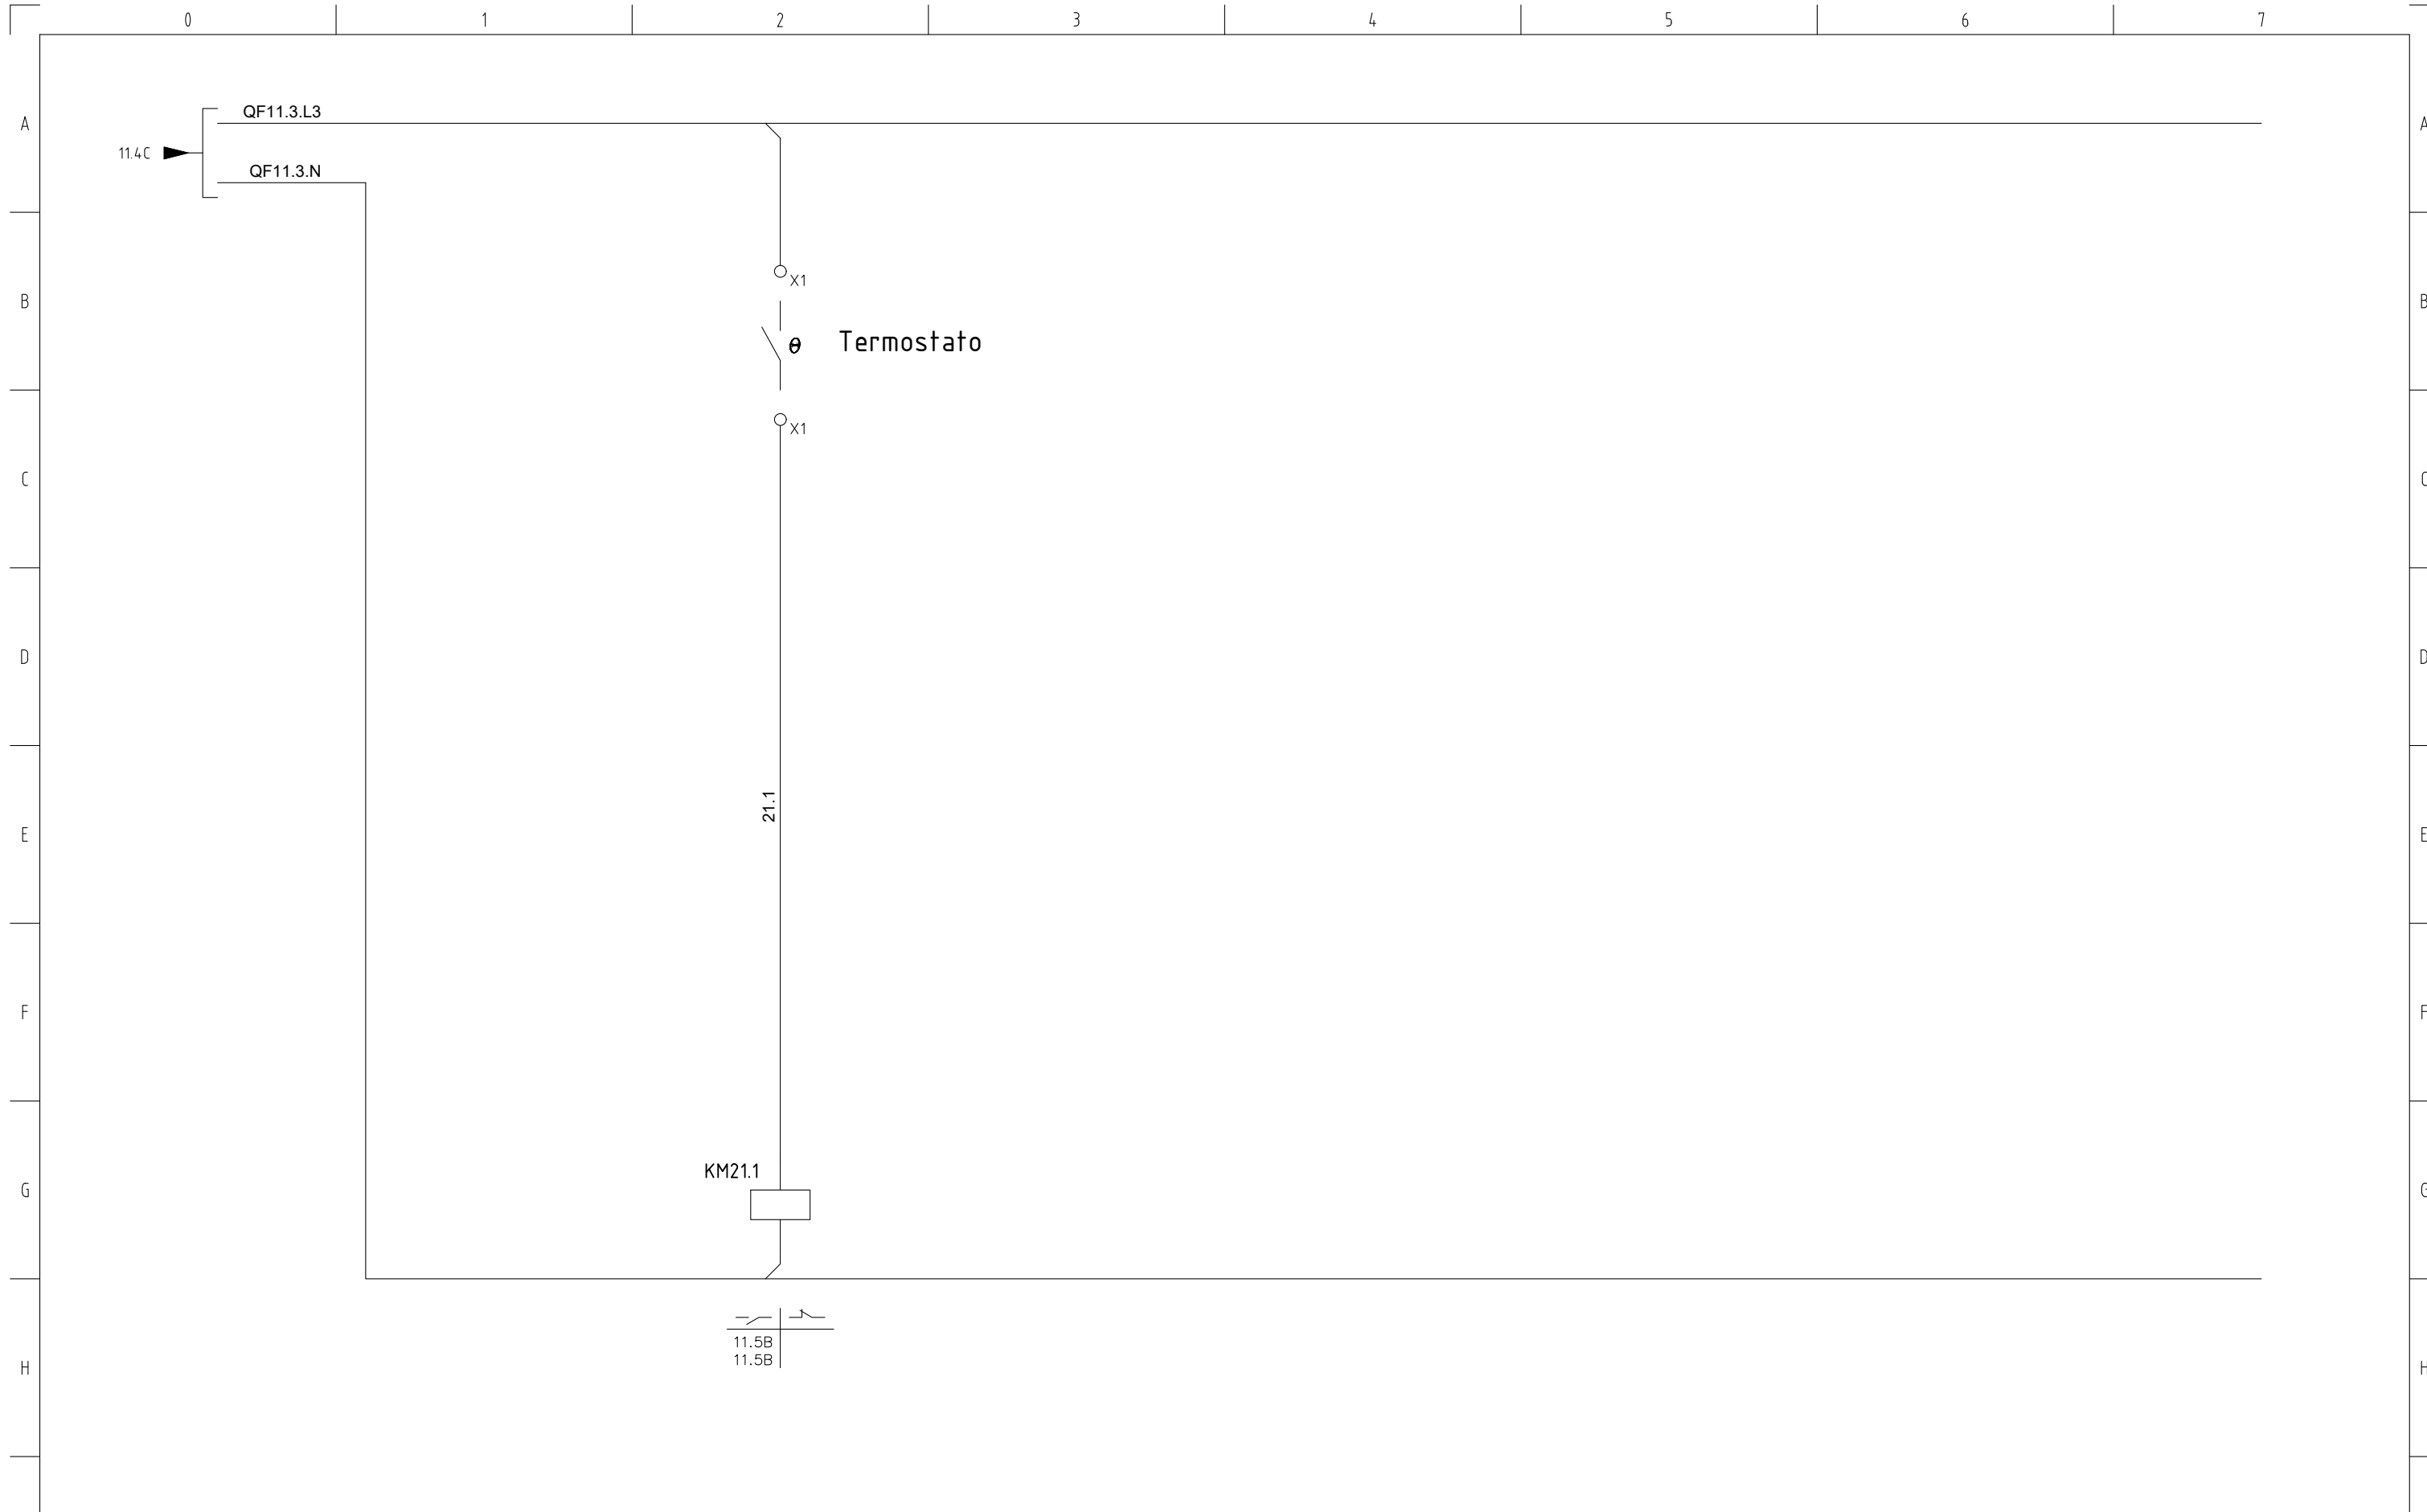 0 1 2 3 4 5 6 7
A A
QF11.3.L3
11.4C
QF11.3.N
X1
B B
θ Termostato
X1
C C
D D
21.1
E E
F F
KM21.1
G G
11.5B
11.5B
H H